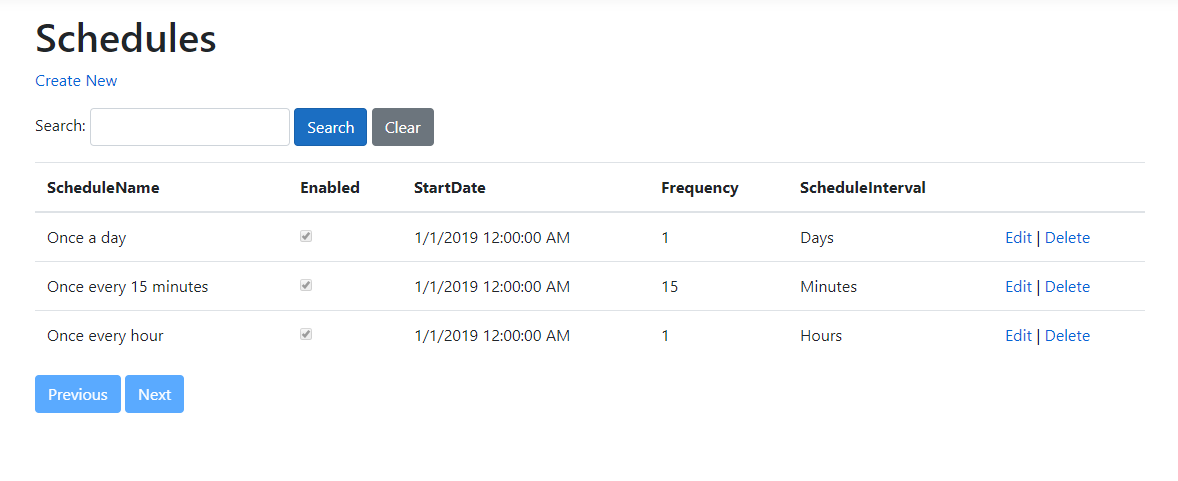 Schedules
Create New
Search: Search Clear
ScheduleName Enabled StartDate Frequency ScheduleInterval
Once a day 1/1/2019 12:00:00 AM 1 Days Edit | Delete
Once every 15 minutes 1/1/2019 12:00:00 AM 15 Minutes Edit | Delete
Once every hour 1/1/2019 12:00:00 AM 1 Hours Edit | Delete
Previous Next